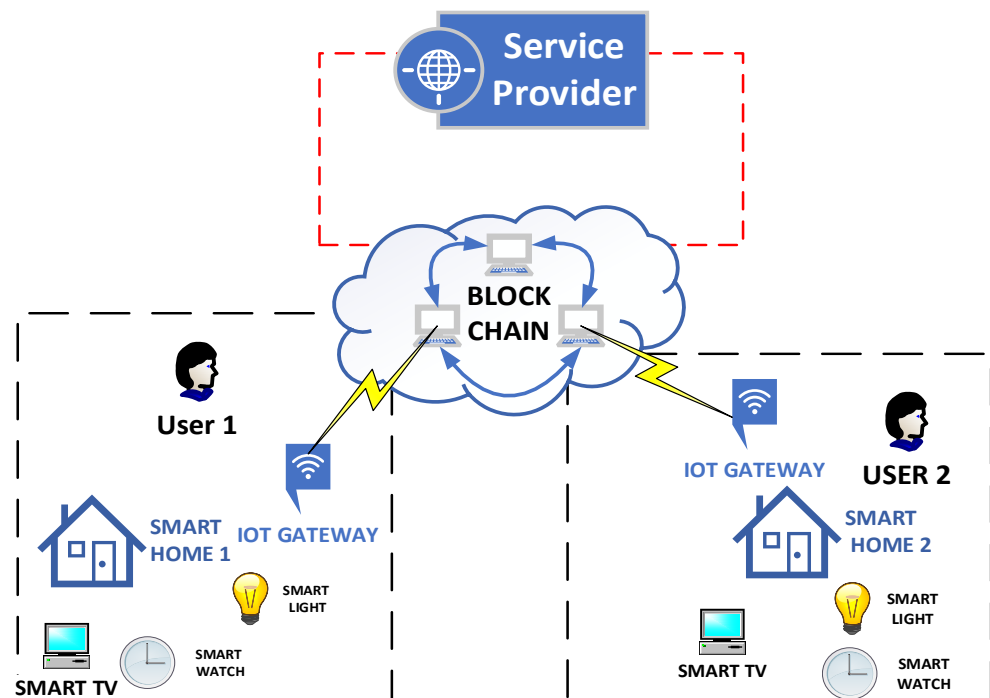 Service
Provider
BLOCK
CHAIN
User 1
IOT GATEWAY
SMART
HOME 1
SMART
LIGHT
SMART TV
SMART
WATCH
IOT GATEWAY
USER 2
SMART
HOME 2
SMART
LIGHT
SMART TV
SMART
WATCH